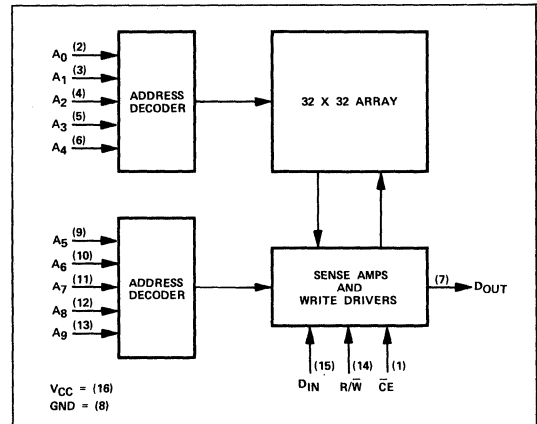 A0 (2)
A1 (3)
A2 (4)
A3 (5)
A4 (6)
ADDRESS
DECODER
32 X 32 ARRAY
A5 (9)
A6 (10)
A7 (11)
A8 (12)
A9 (13)
ADDRESS
DECODER
SENSE AMPS
AND
WRITE DRIVERS
(7) DOUT
(15) (14) (1)
DIN R/W̅ C̅E̅
VCC = (16)
GND = (8)